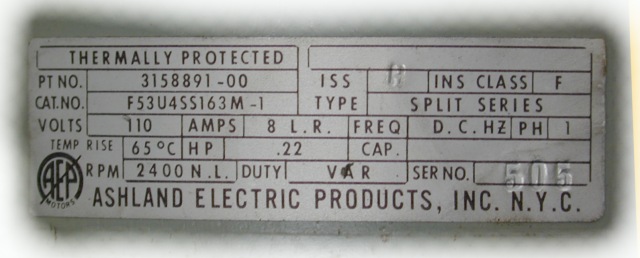 THERMALLY PROTECTED
PT NO. 3158891-00 ISS R INS CLASS F
CAT.NO. F53U4SS163M-1 TYPE SPLIT SERIES
VOLTS 110 AMPS 8 L.R. FREQ D.C. HZ PH 1
TEMP RISE 65°C HP .22 CAP.
RPM 2400 N.L. DUTY VAR SER NO. 505
AEP MOTORS ASHLAND ELECTRIC PRODUCTS, INC. N.Y.C.